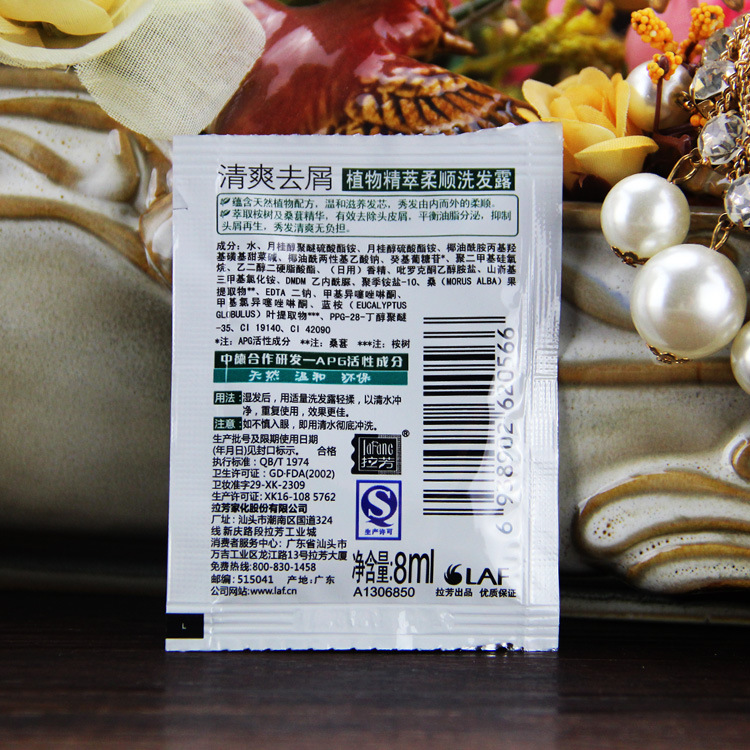 清爽去屑 植物精萃柔顺洗发露
蕴含天然植物配方,温和滋养发芯,秀发由内而外的柔顺。
萃取桉树及桑葚精华,有效去除头皮屑,平衡油脂分泌,抑制
头屑再生,秀发清爽无负担。
成分:水、月桂醇聚醚硫酸酯铵、月桂醇硫酸酯铵、椰油酰胺丙基羟
基磺基甜菜碱、椰油酰两性基乙酸钠、癸基葡糖苷*、聚二甲基硅氧
烷、乙二醇二硬脂酸酯、(日用)香精、吡罗克酮乙醇胺盐、山嵛基
三甲基氯化铵、DMDM 乙内酰脲、聚季铵盐-10、桑(MORUS ALBA)果
提取物**、EDTA 二钠、甲基异噻唑啉酮、
甲基氯异噻唑啉酮、蓝桉(EUCALYPTUS
GLOBULUS)叶提取物***、PPG-28-丁醇聚醚
-35、CI 19140、CI 42090
*注:APG活性成分 **注:桑葚 ***注:桉树
中德合作研发—APG活性成分
天然 温和 环保
用法:湿发后,用适量洗发露轻揉,以清水冲
净,重复使用,效果更佳。
注意:如不慎入眼,即用清水彻底冲洗。
生产批号及限期使用日期
(年月日)见封口标示。 合格
执行标准:QB/T 1974
卫生许可证:GD·FDA(2002)
卫妆准字29-XK-2309
生产许可证:XK16-108 5762
拉芳家化股份有限公司
厂址:汕头市潮南区国道324
线新庆路段拉芳工业城
消费者服务中心:广东省汕头市
万吉工业区龙江路13号拉芳大厦
免费热线:800-830-1458
邮编:515041 产地:广东
公司网站:www.laf.cn
lafang®
拉芳
QS
生产许可
净含量:8ml
A1306850
LAF
拉芳出品 优质保证
6 938902 620566
L